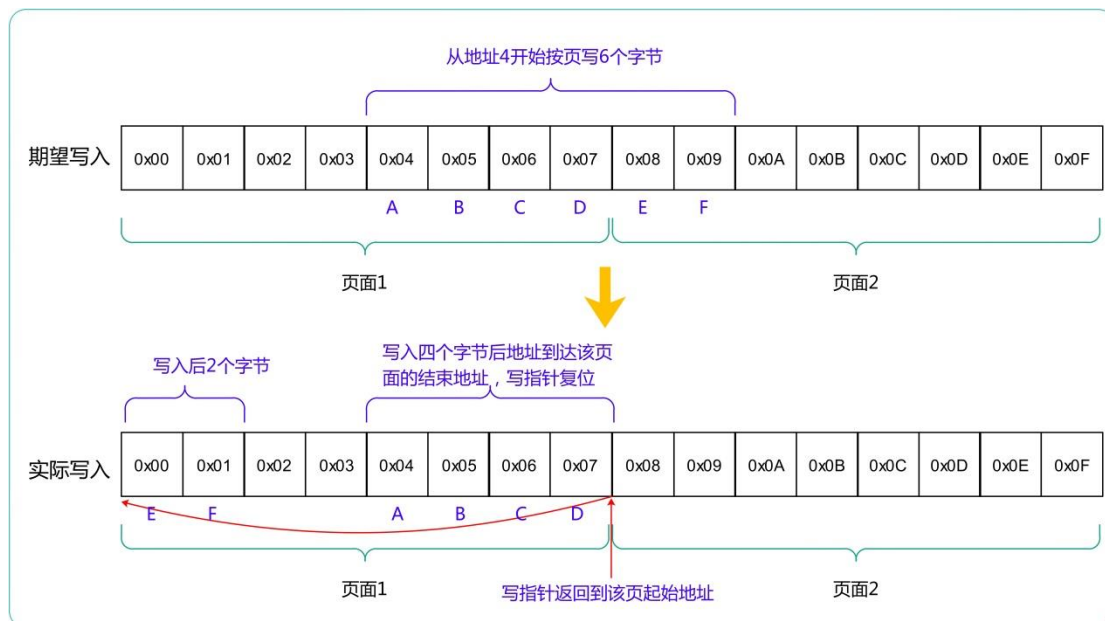 从地址4开始按页写6个字节
期望写入 0x00 0x01 0x02 0x03 0x04 0x05 0x06 0x07 0x08 0x09 0x0A 0x0B 0x0C 0x0D 0x0E 0x0F
A B C D E F
页面1 页面2
写入后2个字节
写入四个字节后地址到达该页
面的结束地址，写指针复位
实际写入 0x00 0x01 0x02 0x03 0x04 0x05 0x06 0x07 0x08 0x09 0x0A 0x0B 0x0C 0x0D 0x0E 0x0F
E F A B C D
页面1 写指针返回到该页起始地址 页面2